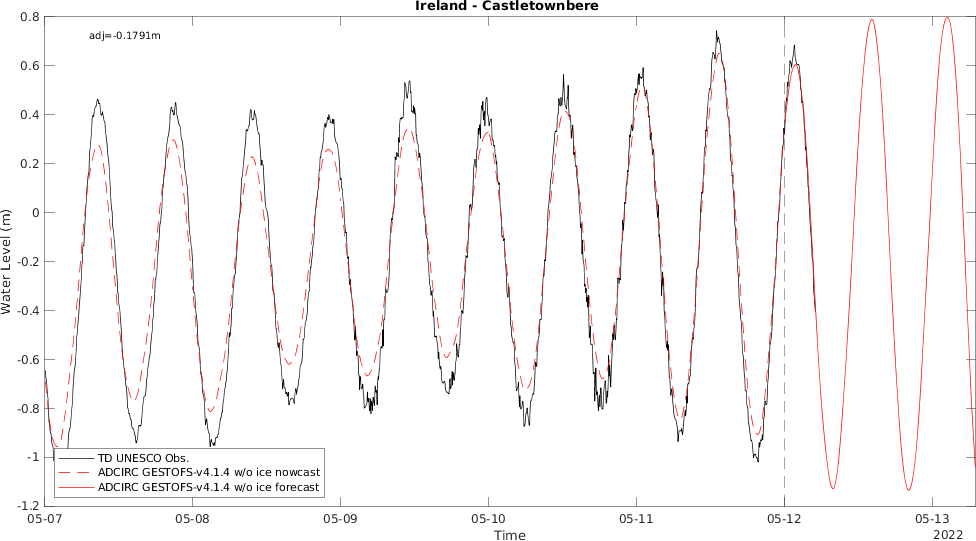 Ireland - Castletownbere
adj=-0.1791m
0.8
0.6
0.4
0.2
0
-0.2
-0.4
-0.6
-0.8
-1
-1.2
Water Level (m)
TD UNESCO Obs.
ADCIRC GESTOFS-v4.1.4 w/o ice nowcast
ADCIRC GESTOFS-v4.1.4 w/o ice forecast
05-07 05-08 05-09 05-10 05-11 05-12 05-13
Time
2022